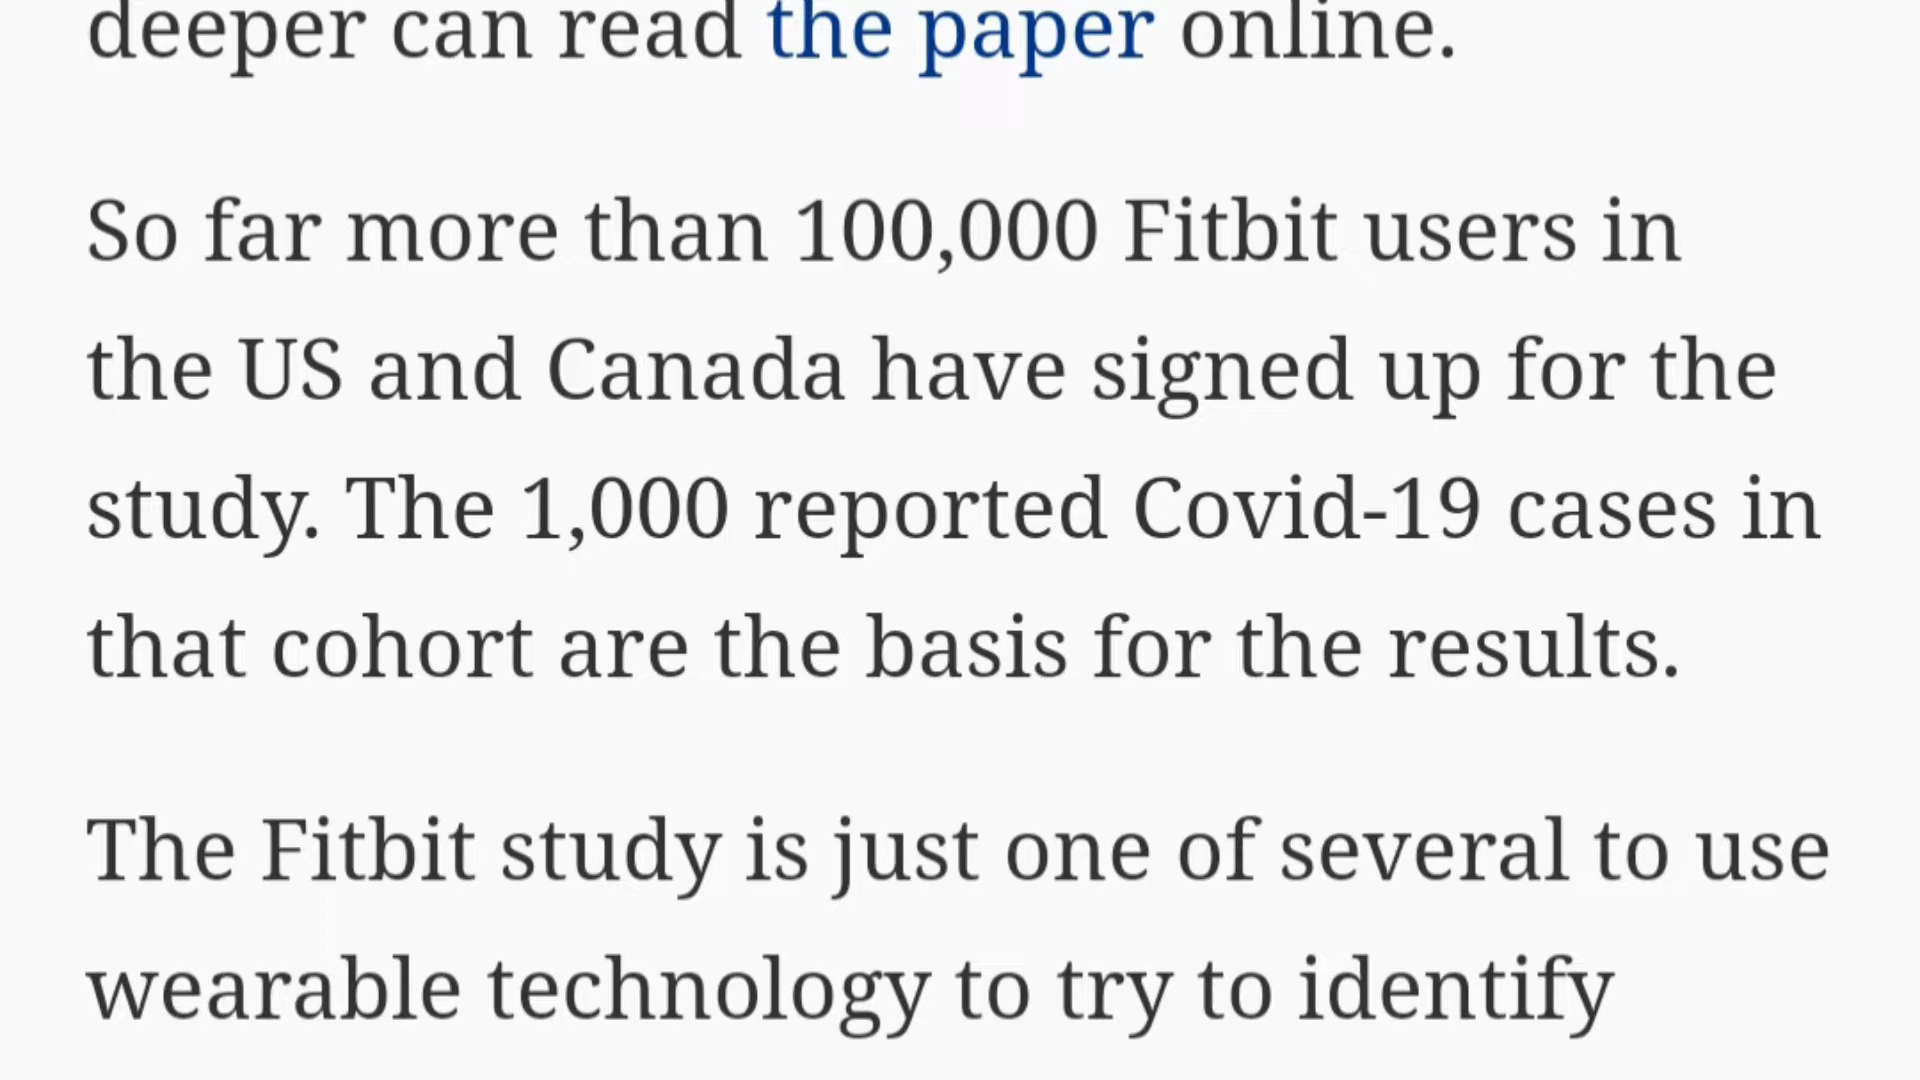 deeper can read the paper online.
So far more than 100,000 Fitbit users in
the US and Canada have signed up for the
study. The 1,000 reported Covid-19 cases in
that cohort are the basis for the results.
The Fitbit study is just one of several to use
wearable technology to try to identify